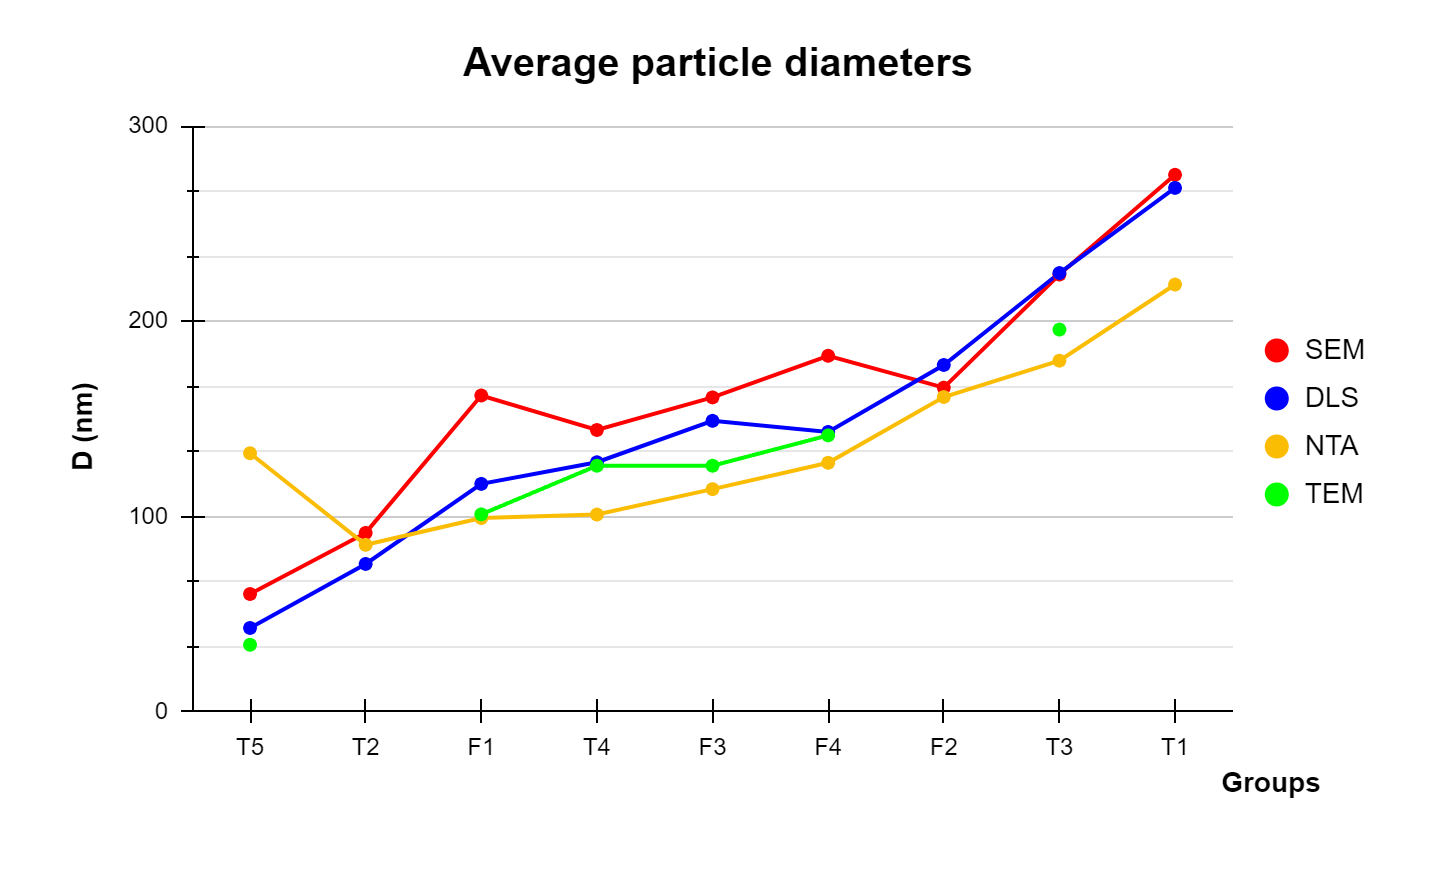 Average particle diameters
300
200
100
0
D (nm)
T5 T2 F1 T4 F3 F4 F2 T3 T1
Groups
SEM
DLS
NTA
TEM